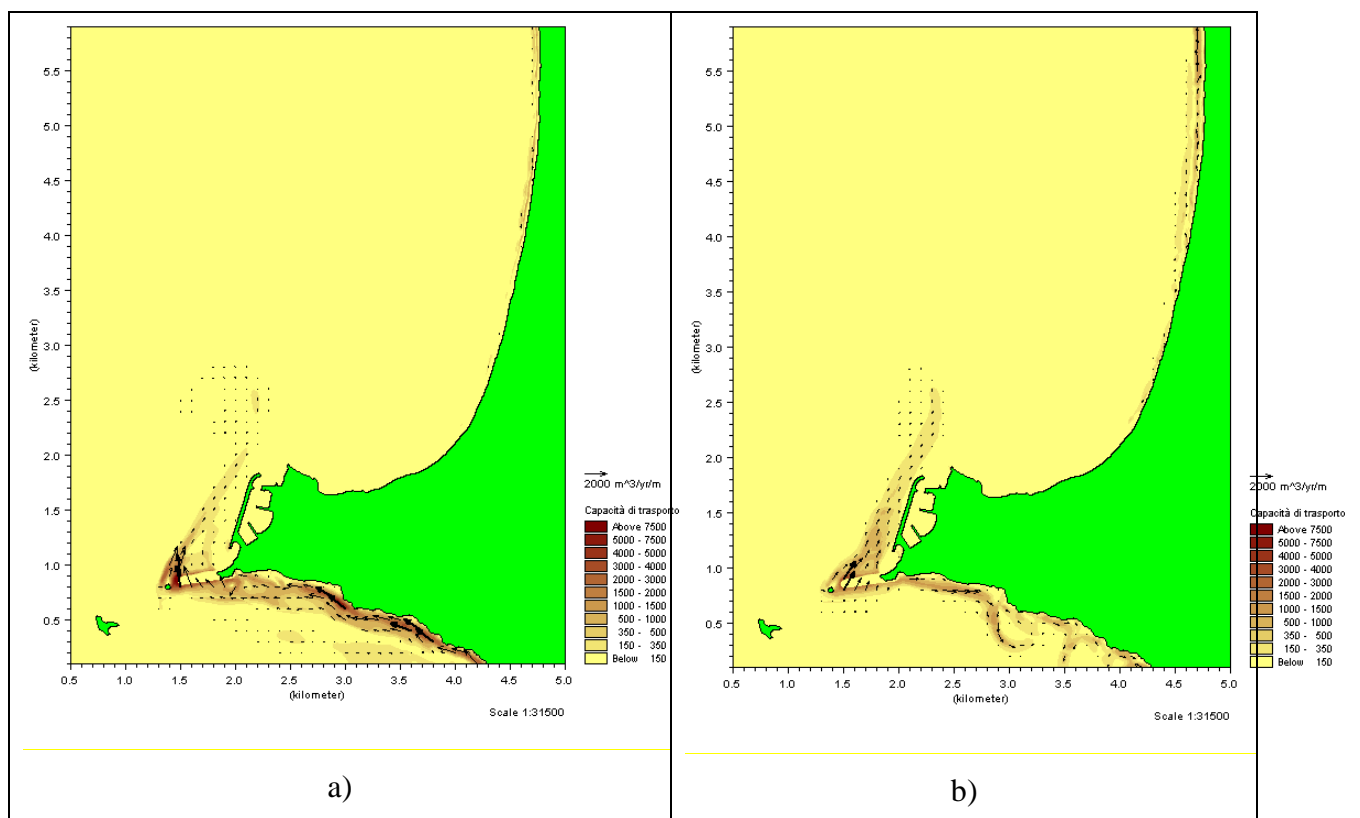 5.5
5.0
4.5
4.0
3.5
3.0
2.5
2.0
1.5
1.0
0.5
(kilometer)
0.5 1.0 1.5 2.0 2.5 3.0 3.5 4.0 4.5 5.0
(kilometer)
Scale 1:31500
2000 m^3/yr/m
Capacità di trasporto
Above 7500
5000 - 7500
4000 - 5000
3000 - 4000
2000 - 3000
1500 - 2000
1000 - 1500
500 - 1000
350 - 500
150 - 350
Below 150
a)
5.5
5.0
4.5
4.0
3.5
3.0
2.5
2.0
1.5
1.0
0.5
(kilometer)
0.5 1.0 1.5 2.0 2.5 3.0 3.5 4.0 4.5 5.0
(kilometer)
Scale 1:31500
2000 m^3/yr/m
Capacità di trasporto
Above 7500
5000 - 7500
4000 - 5000
3000 - 4000
2000 - 3000
1500 - 2000
1000 - 1500
500 - 1000
350 - 500
150 - 350
Below 150
b)